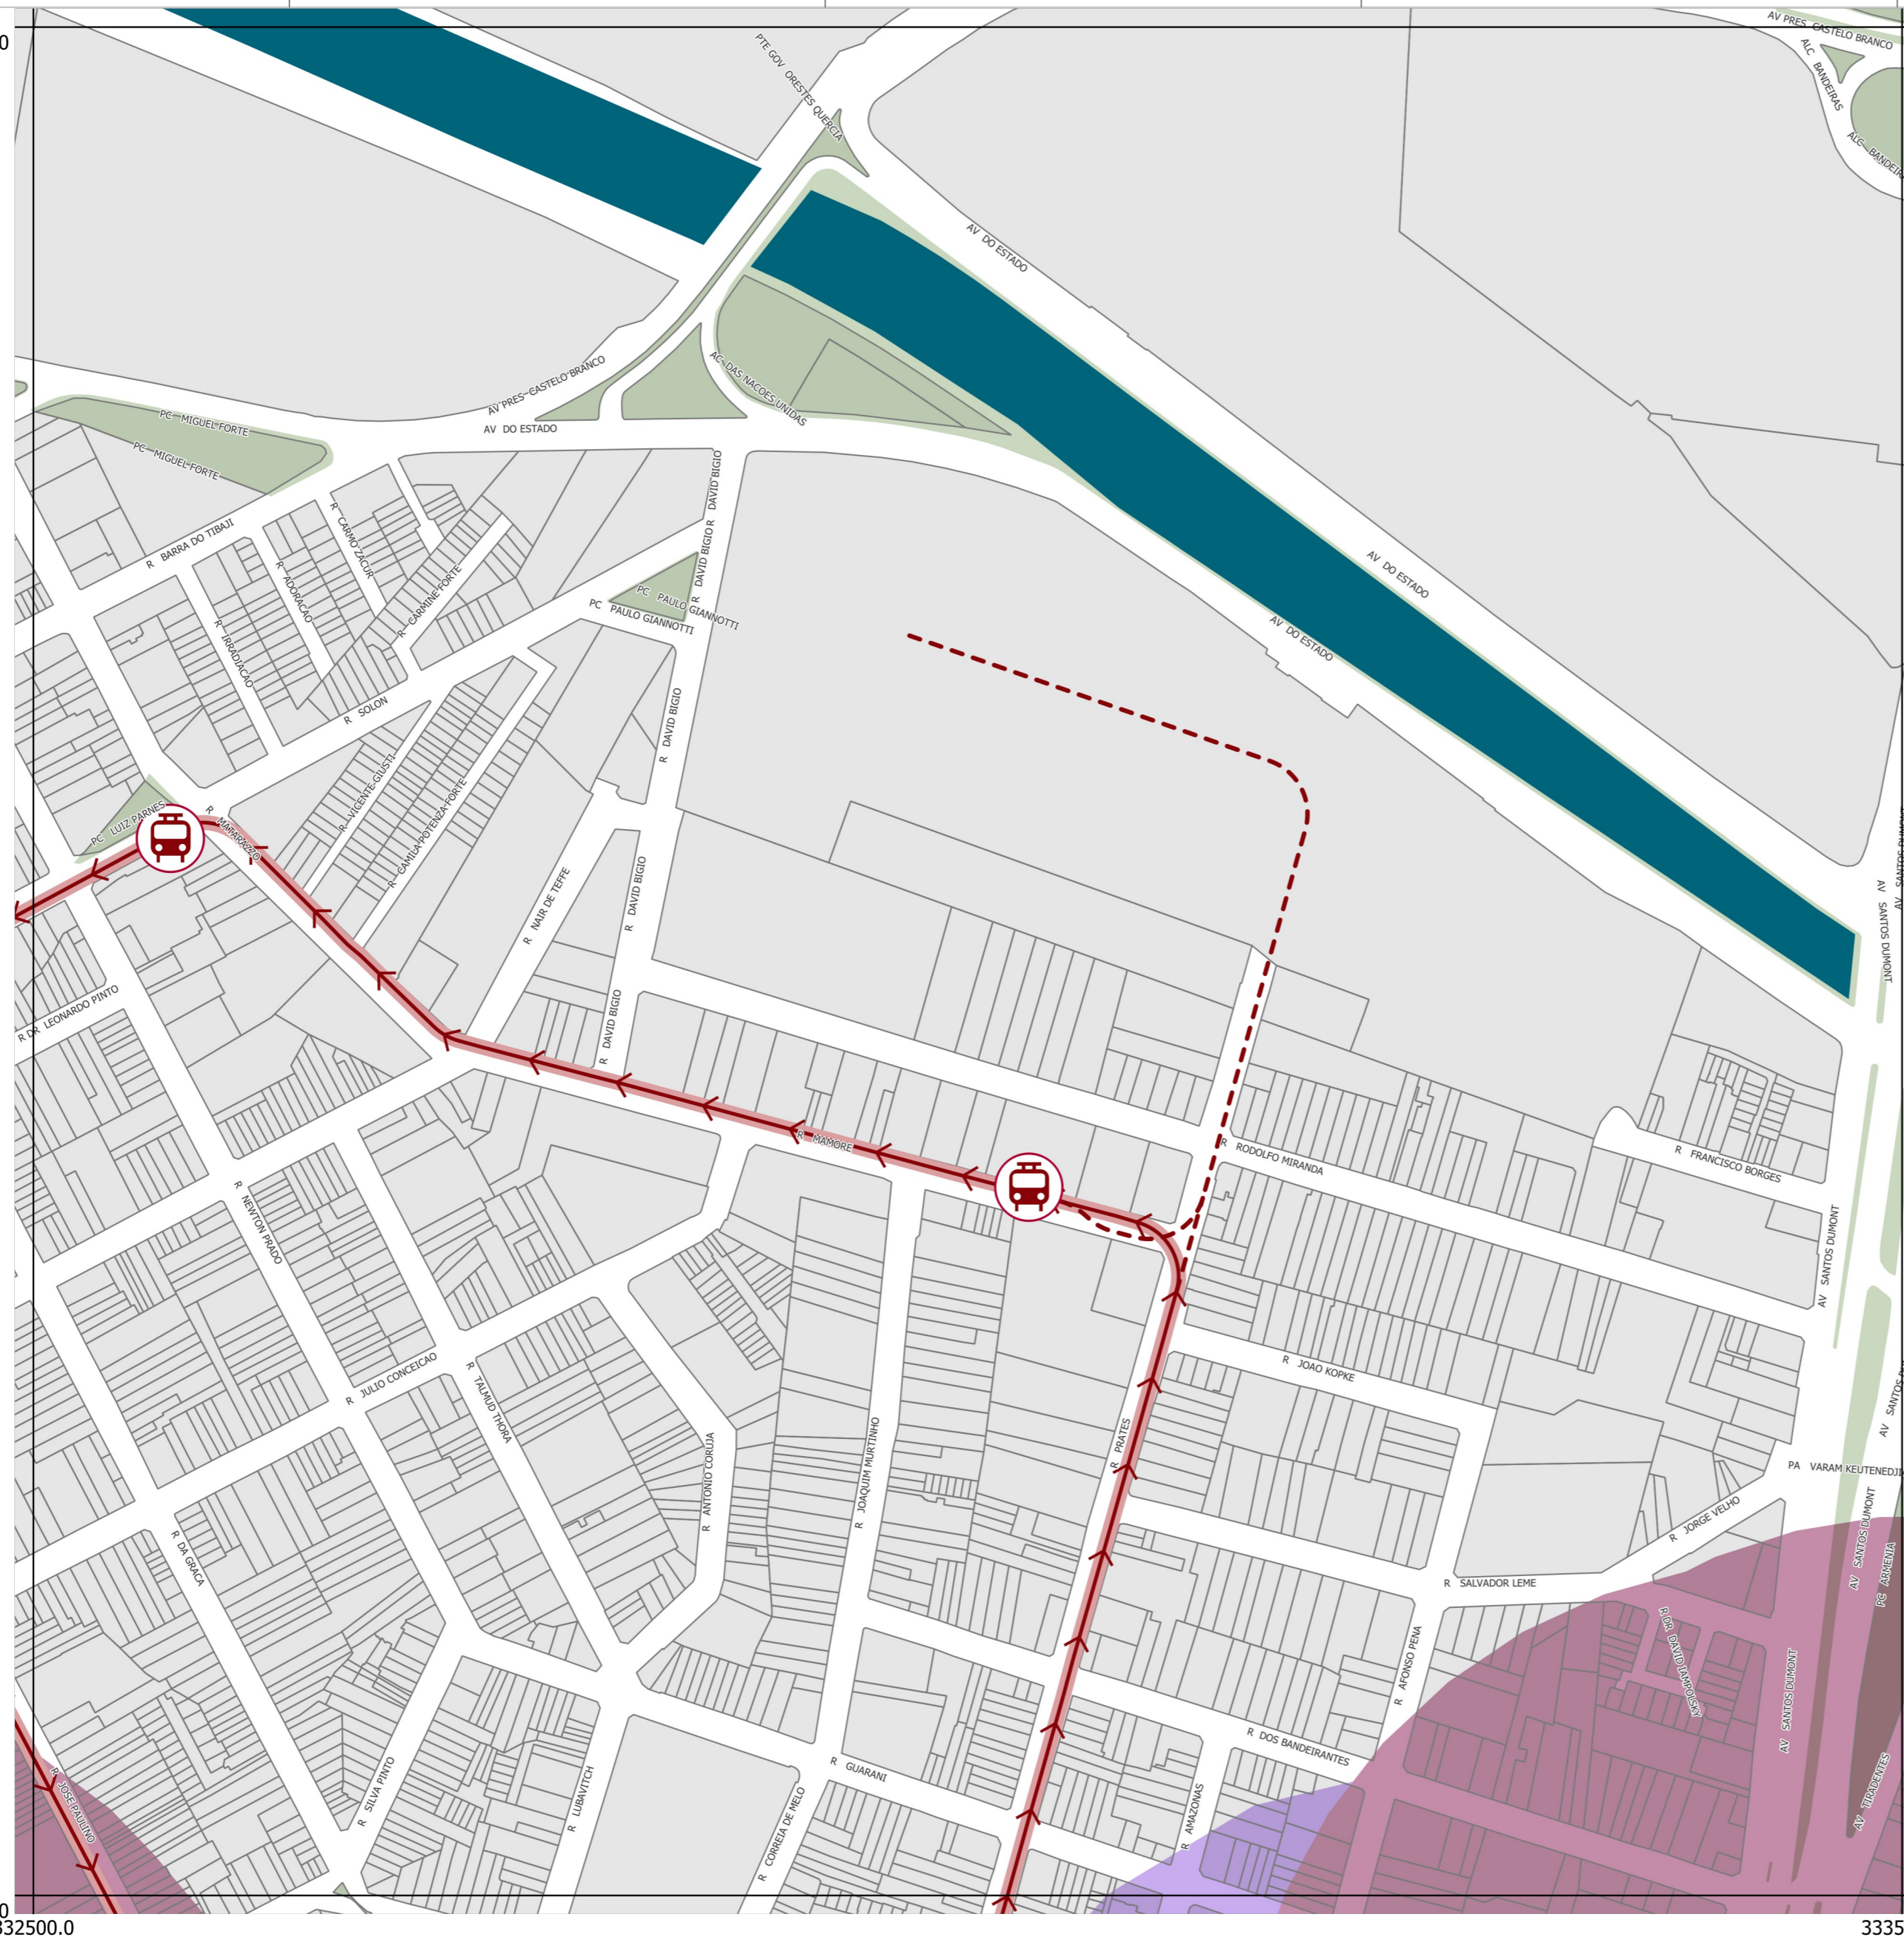 AV PRES CASTELO BRANCO
PTE GOV ORESTES QUERCIA
ALC BANDEIRAS
0
AV DO ESTADO
AC DAS NACOES UNIDAS
AV PRES CASTELO BRANCO
PC MIGUEL FORTE
AV DO ESTADO
PC MIGUEL FORTE
R DAVID BIGIO
R CARMO ZACUR
R BARRA DO TIBAJI
R DAVID BIGIO
AV DO ESTADO
R ADORACAO
R CARMINE FORTE
PC PAULO GIANNOTTI
PC PAULO GIANNOTTI
AV DO ESTADO
R IRRADIACAO
R SOLON
R DAVID BIGIO
R VICENTE GIUSTI
PC LUIZ PARNES
R MATARAZZO
R CAMILA POTENZA FORTE
R NAIR DE TEFFE
R DAVID BIGIO
AV SANTOS DUMONT
R DR LEONARDO PINTO
R DAVID BIGIO
R MAMORE
R RODOLFO MIRANDA
R FRANCISCO BORGES
R NEWTON PRADO
AV SANTOS DUMONT
R JULIO CONCEICAO
R JOAO KOPKE
R TALMUD THORA
R PRATES
R ANTONIO CORUJA
R JOAQUIM MURTINHO
R JORGE VELHO
AV SANTOS DUMONT
PC ARMENIA
R DA GRACA
R SALVADOR LEME
R DR DAVID IAMPOLSKY
R AFONSO PENA
AV SANTOS DUMONT
R DOS BANDEIRANTES
R GUARANI
AV TIRADENTES
R JOSE PAULINO
R SILVA PINTO
R LUBAVITCH
R CORREIA DE MELO
R AMAZONAS
0
332500.0
3335